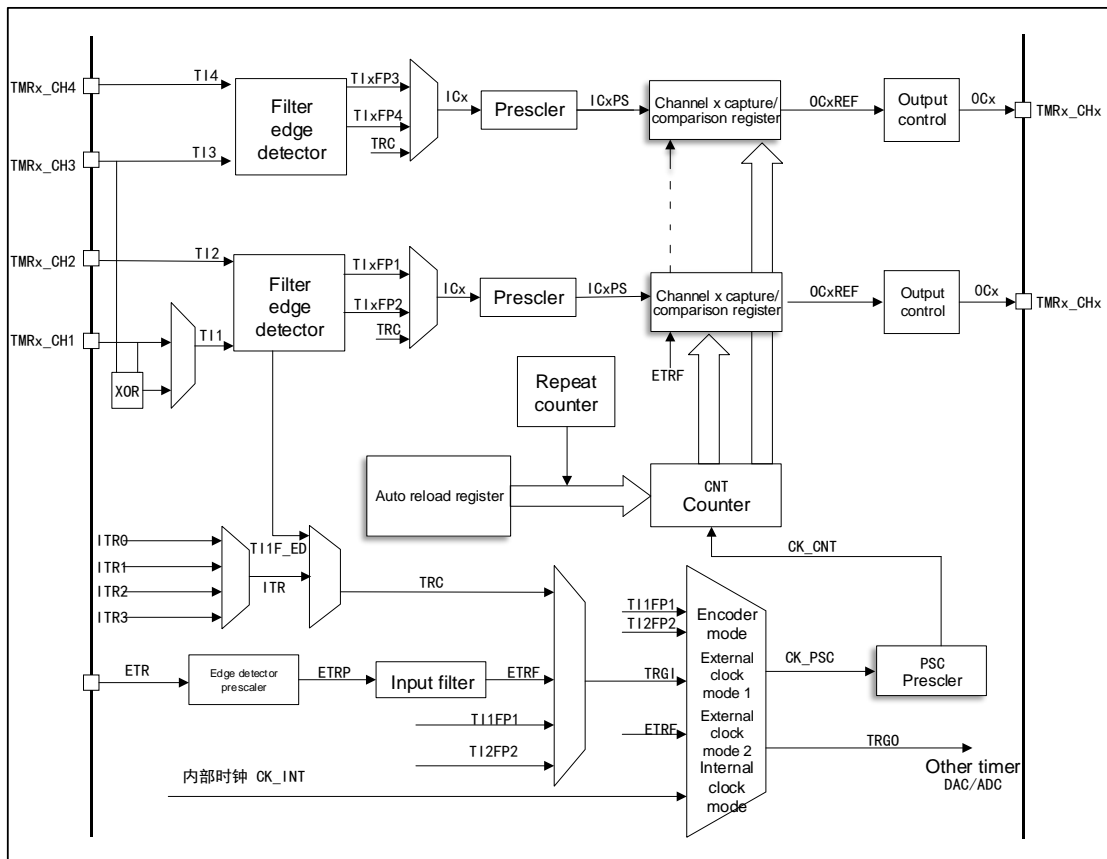 TMRx_CH4
TI4
Filter
edge
detector
TIxFP3
TIxFP4
TRC
ICx
Prescler
ICxPS
Channel x capture/
comparison register
OCxREF
Output
control
OCx
TMRx_CHx
TMRx_CH3
TI3
TMRx_CH2
TI2
Filter
edge
detector
TIxFP1
TIxFP2
TRC
ICx
Prescler
ICxPS
Channel x capture/
comparison register
OCxREF
Output
control
OCx
TMRx_CHx
TMRx_CH1
TI1
XOR
ETRF
Repeat
counter
Auto reload register
CNT
Counter
CK_CNT
ITR0
ITR1
ITR2
ITR3
ITR
TI1F_ED
TRC
ETR
Edge detector
prescaler
ETRP
Input filter
ETRF
TI1FP1
TI2FP2
TRGI
TI1FP1
TI2FP2
ETRF
内部时钟 CK_INT
Encoder
mode
External
clock
mode 1
External
clock
mode 2
Internal
clock
mode
CK_PSC
PSC
Prescler
TRGO
Other timer
DAC/ADC